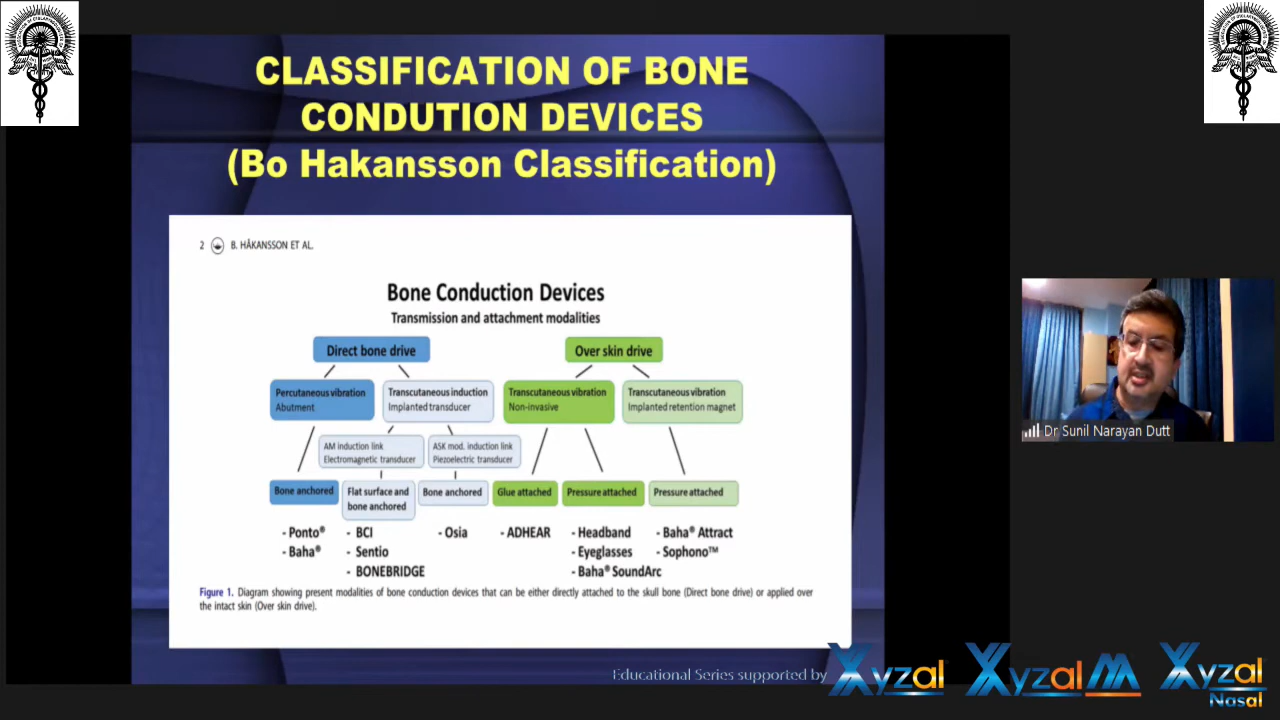 CLASSIFICATION OF BONE
CONDUTION DEVICES
(Bo Hakansson Classification)
2 B. HÅKANSSON ET AL.
Bone Conduction Devices
Transmission and attachment modalities
Direct bone drive
Over skin drive
Percutaneous vibration
Abutment
Transcutaneous induction
Implanted transducer
Transcutaneous vibration
Non-invasive
Transcutaneous vibration
Implanted retention magnet
AM induction link
Electromagnetic transducer
ASK mod. induction link
Piezoelectric transducer
Bone anchored
Flat surface and
bone anchored
Bone anchored
Glue attached
Pressure attached
Pressure attached
- Ponto®
- Baha®
- BCI
- Sentio
- BONEBRIDGE
- Osia
- ADHEAR
- Headband
- Eyeglasses
- Baha® SoundArc
- Baha® Attract
- Sophono™
Figure 1. Diagram showing present modalities of bone conduction devices that can be either directly attached to the skull bone (Direct bone drive) or applied over
the intact skin (Over skin drive).
Dr Sunil Narayan Dutt
Educational Series supported by
Xyzal
Xyzal M
Xyzal
Nasal